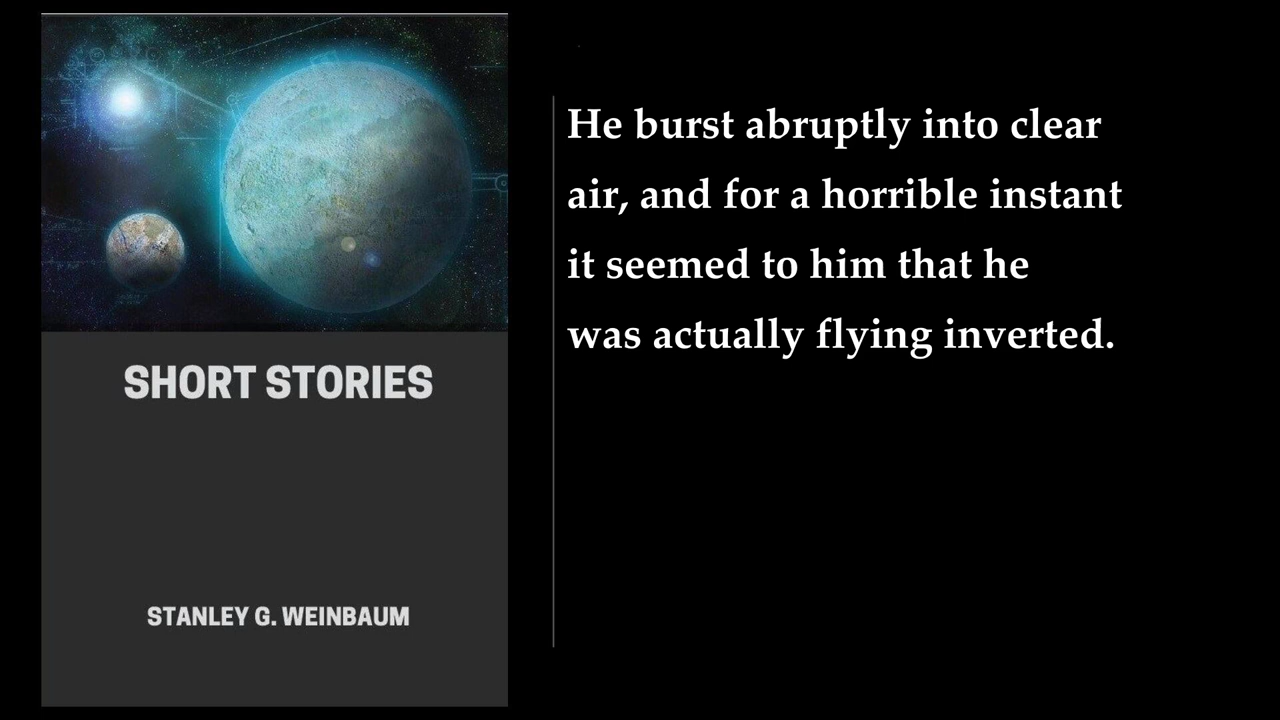 SHORT STORIES
STANLEY G. WEINBAUM
He burst abruptly into clear
air, and for a horrible instant
it seemed to him that he
was actually flying inverted.